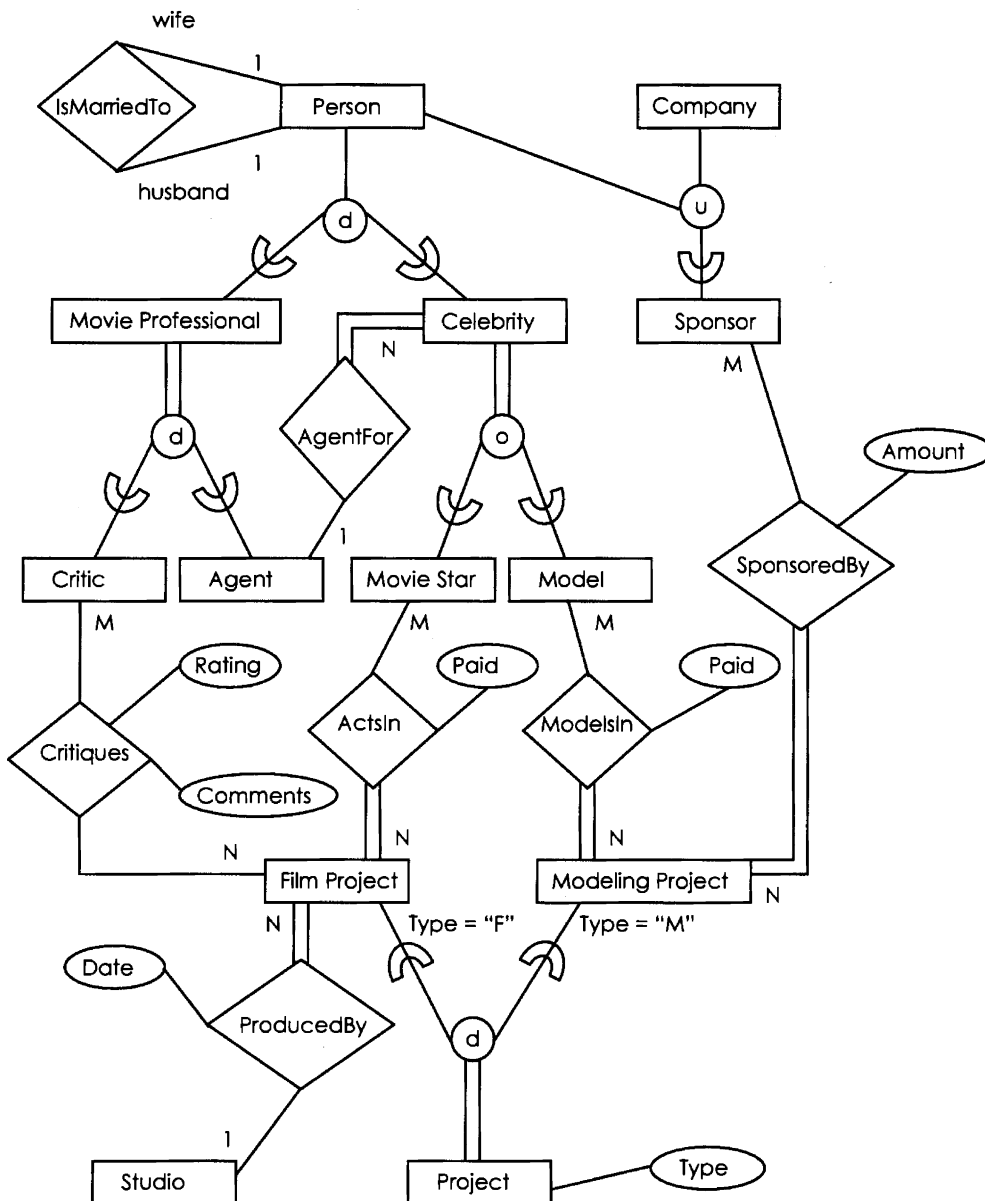 wife
1
IsMarriedTo
Person
Company
1
husband
d
u
Movie Professional
Celebrity
Sponsor
N
M
d
AgentFor
o
Amount
1
SponsoredBy
Critic
Agent
Movie Star
Model
M
M
M
Rating
Paid
Paid
ActsIn
ModelsIn
Critiques
Comments
N
N
N
Film Project
Modeling Project
N
N
Type = "F"
Type = "M"
Date
ProducedBy
d
1
Studio
Project
Type